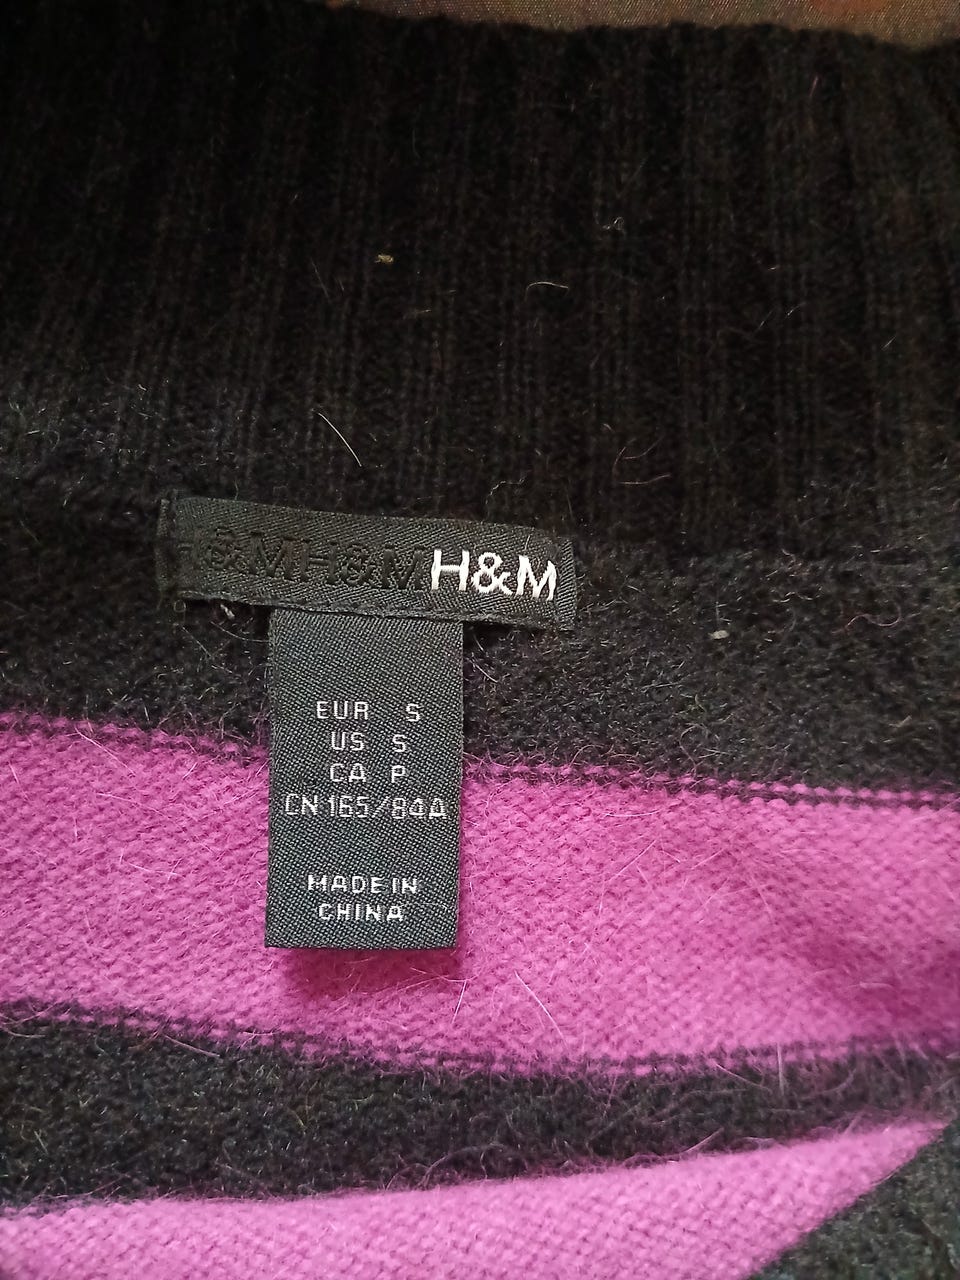 &MH&MH&M
EUR S
US S
CA P
CN 165/84A
MADE IN
CHINA